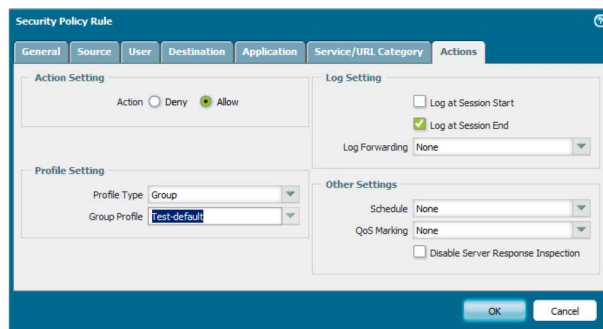 Security Policy Rule
General Source User Destination Application Service/URL Category Actions
Action Setting
Action Deny Allow
Log Setting
Log at Session Start
Log at Session End
Log Forwarding None
Profile Setting
Profile Type Group
Group Profile Test-default
Other Settings
Schedule None
QoS Marking None
Disable Server Response Inspection
OK Cancel